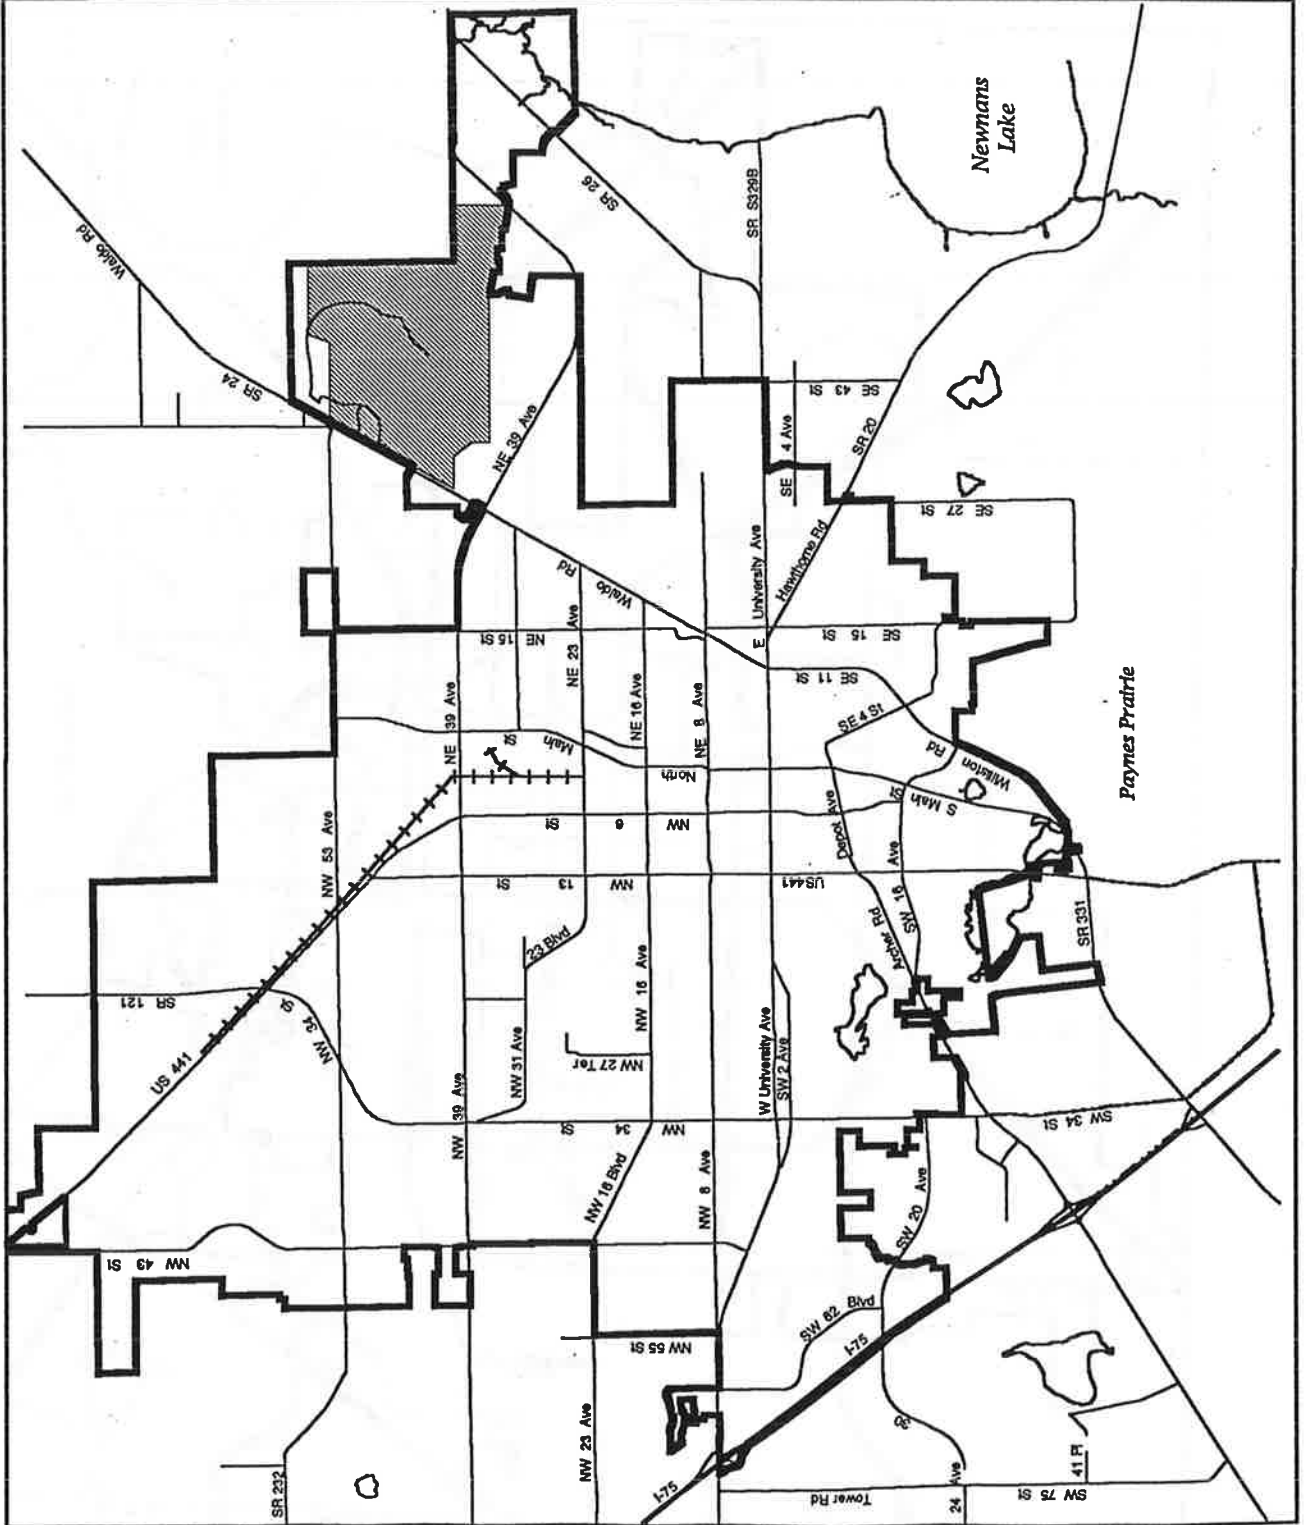 Newnans
Lake
Waldo Rd
SR 26
SR S329B
SR 24
NE 39 Ave
SE 43 St
SE 4 Ave
SR 20
SE 27 St
University Ave
Hawthorne Rd
Rd
Waldo
Ave
NE 15 St
E
SE 15 St
NE 23
SE 11 St
NE 39 Ave
NE 16 Ave
NE 8 Ave
SE 4 St
St
Main
North
Rd
Williston
Paynes Prairie
NW 53 Ave
St
6
NW
Depot Ave
St
S Main
St
13
NW
US441
Ave
SW 16
Archer Rd
23 Blvd
NW 16 Ave
SR 331
SR 121
St
NW 34
US 441
NW 31 Ave
NW 27 Ter
W University Ave
SW 2 Ave
NW 39 Ave
St
34
NW
SW 34 St
NW 16 Blvd
NW 8 Ave
SW 20 Ave
NW 43 St
NW 55 St
SW 62 Blvd
I-75
NW 23 Ave
30
SR 232
I-75
Tower Rd
24 Ave
41 Pl
SW 75 St